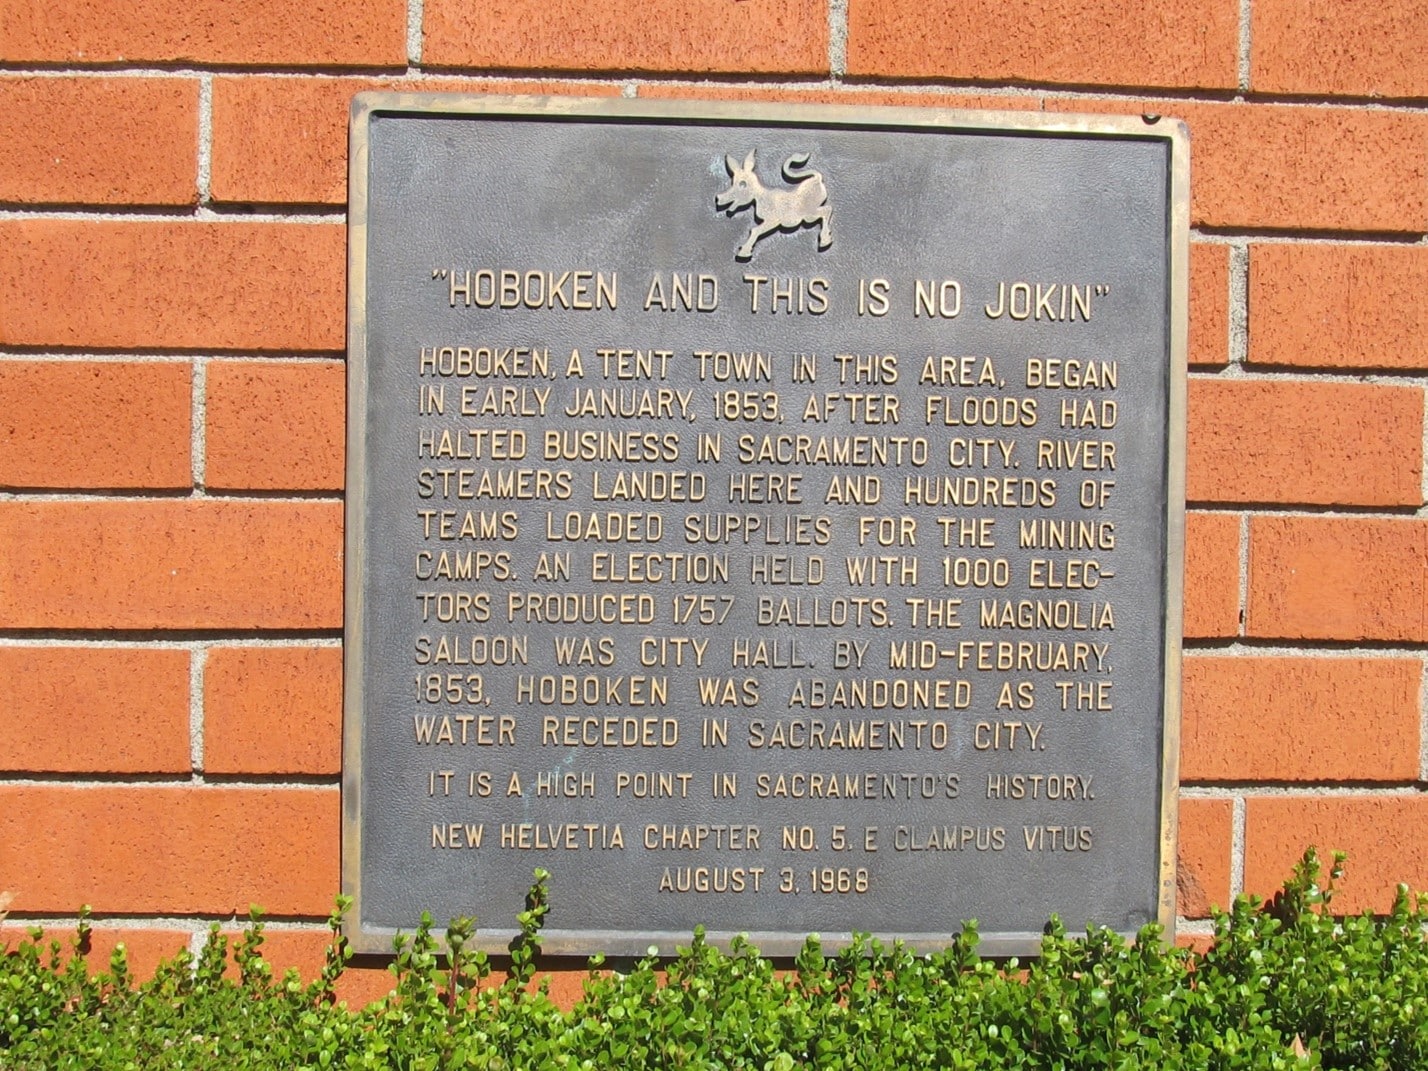 "HOBOKEN AND THIS IS NO JOKIN"
HOBOKEN, A TENT TOWN IN THIS AREA, BEGAN
IN EARLY JANUARY, 1853, AFTER FLOODS HAD
HALTED BUSINESS IN SACRAMENTO CITY. RIVER
STEAMERS LANDED HERE AND HUNDREDS OF
TEAMS LOADED SUPPLIES FOR THE MINING
CAMPS. AN ELECTION HELD WITH 1000 ELEC-
TORS PRODUCED 1757 BALLOTS. THE MAGNOLIA
SALOON WAS CITY HALL. BY MID-FEBRUARY,
1853, HOBOKEN WAS ABANDONED AS THE
WATER RECEDED IN SACRAMENTO CITY.
IT IS A HIGH POINT IN SACRAMENTO'S HISTORY.
NEW HELVETIA CHAPTER NO. 5, E CLAMPUS VITUS
AUGUST 3, 1968